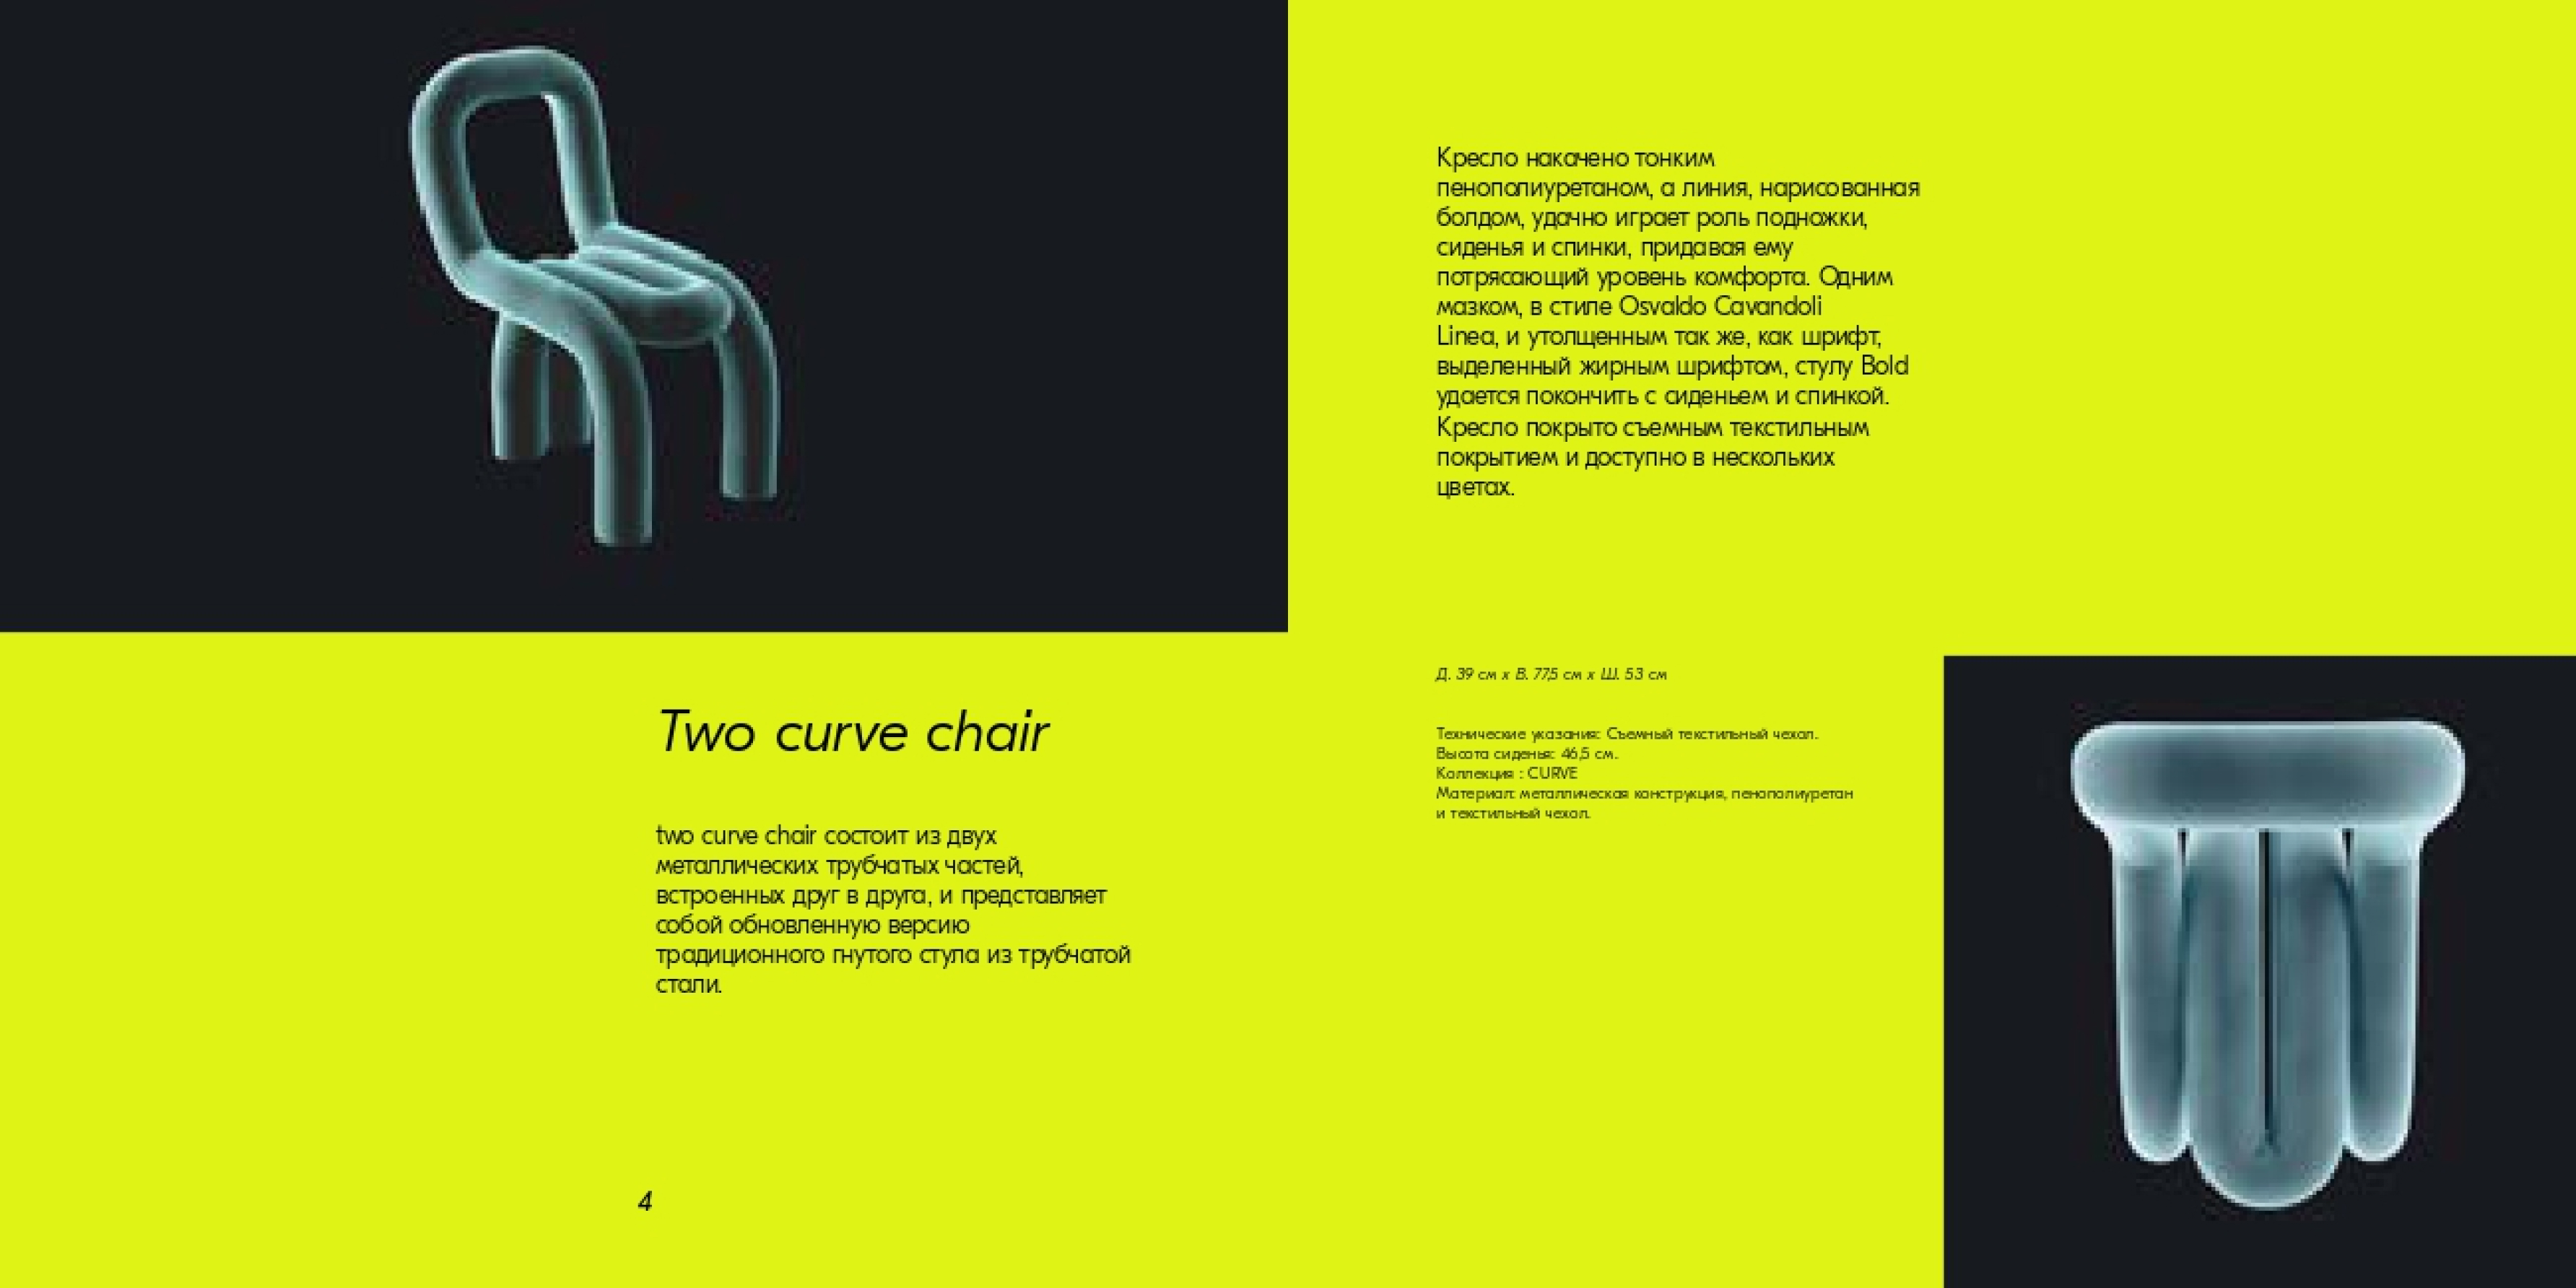 Two curve chair
two curve chair состоит из двух
металлических трубчатых частей,
встроенных друг в друга, и представляет
собой обновленную версию
традиционного гнутого стула из трубчатой
стали.
4
Кресло накачено тонким
пенополиуретаном, а линия, нарисованная
болдом, удачно играет роль подножки,
сиденья и спинки, придавая ему
потрясающий уровень комфорта. Одним
мазком, в стиле Osvaldo Cavandoli
Linea, и утолщенным так же, как шрифт,
выделенный жирным шрифтом, стулу Bold
удается покончить с сиденьем и спинкой.
Кресло покрыто съемным текстильным
покрытием и доступно в нескольких
цветах.
Д. 39 см x В. 77,5 см x Ш. 53 см
Технические указания: Съемный текстильный чехол.
Высота сиденья: 46,5 см.
Коллекция : CURVE
Материал: металлическая конструкция, пенополиуретан
и текстильный чехол.